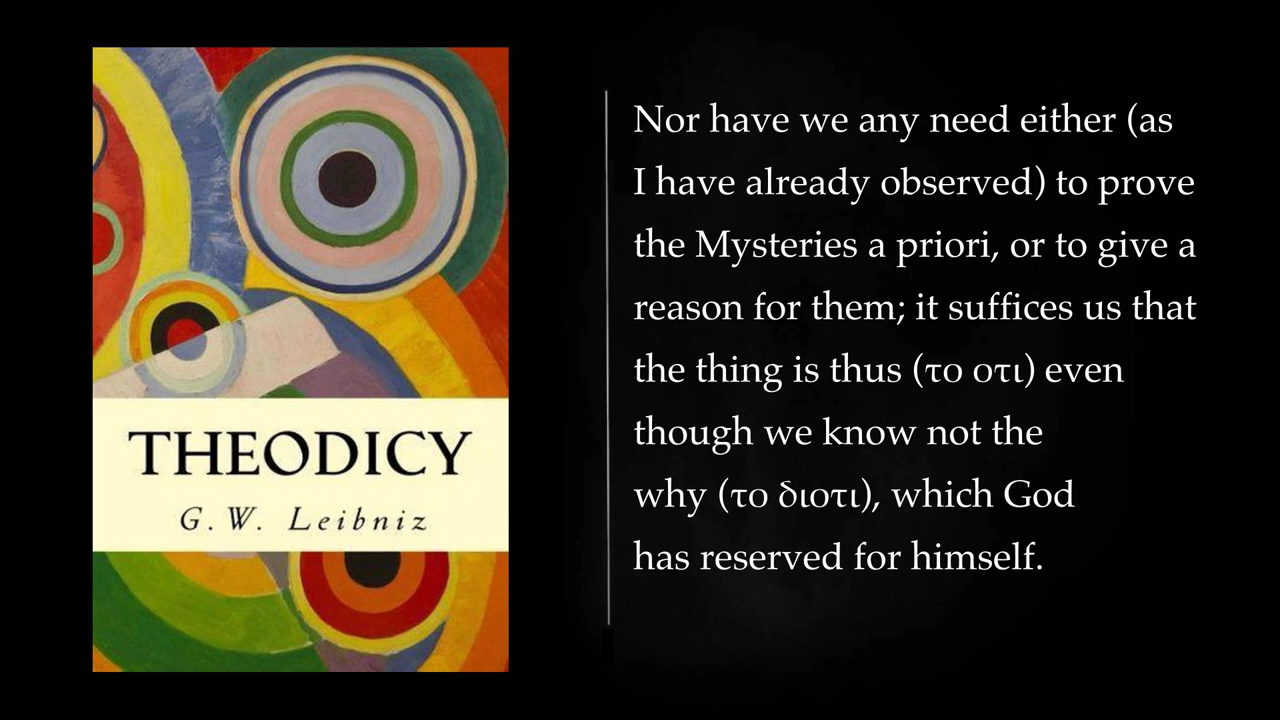 THEODICY
G.W. Leibniz
Nor have we any need either (as
I have already observed) to prove
the Mysteries a priori, or to give a
reason for them; it suffices us that
the thing is thus (το οτι) even
though we know not the
why (το διοτι), which God
has reserved for himself.